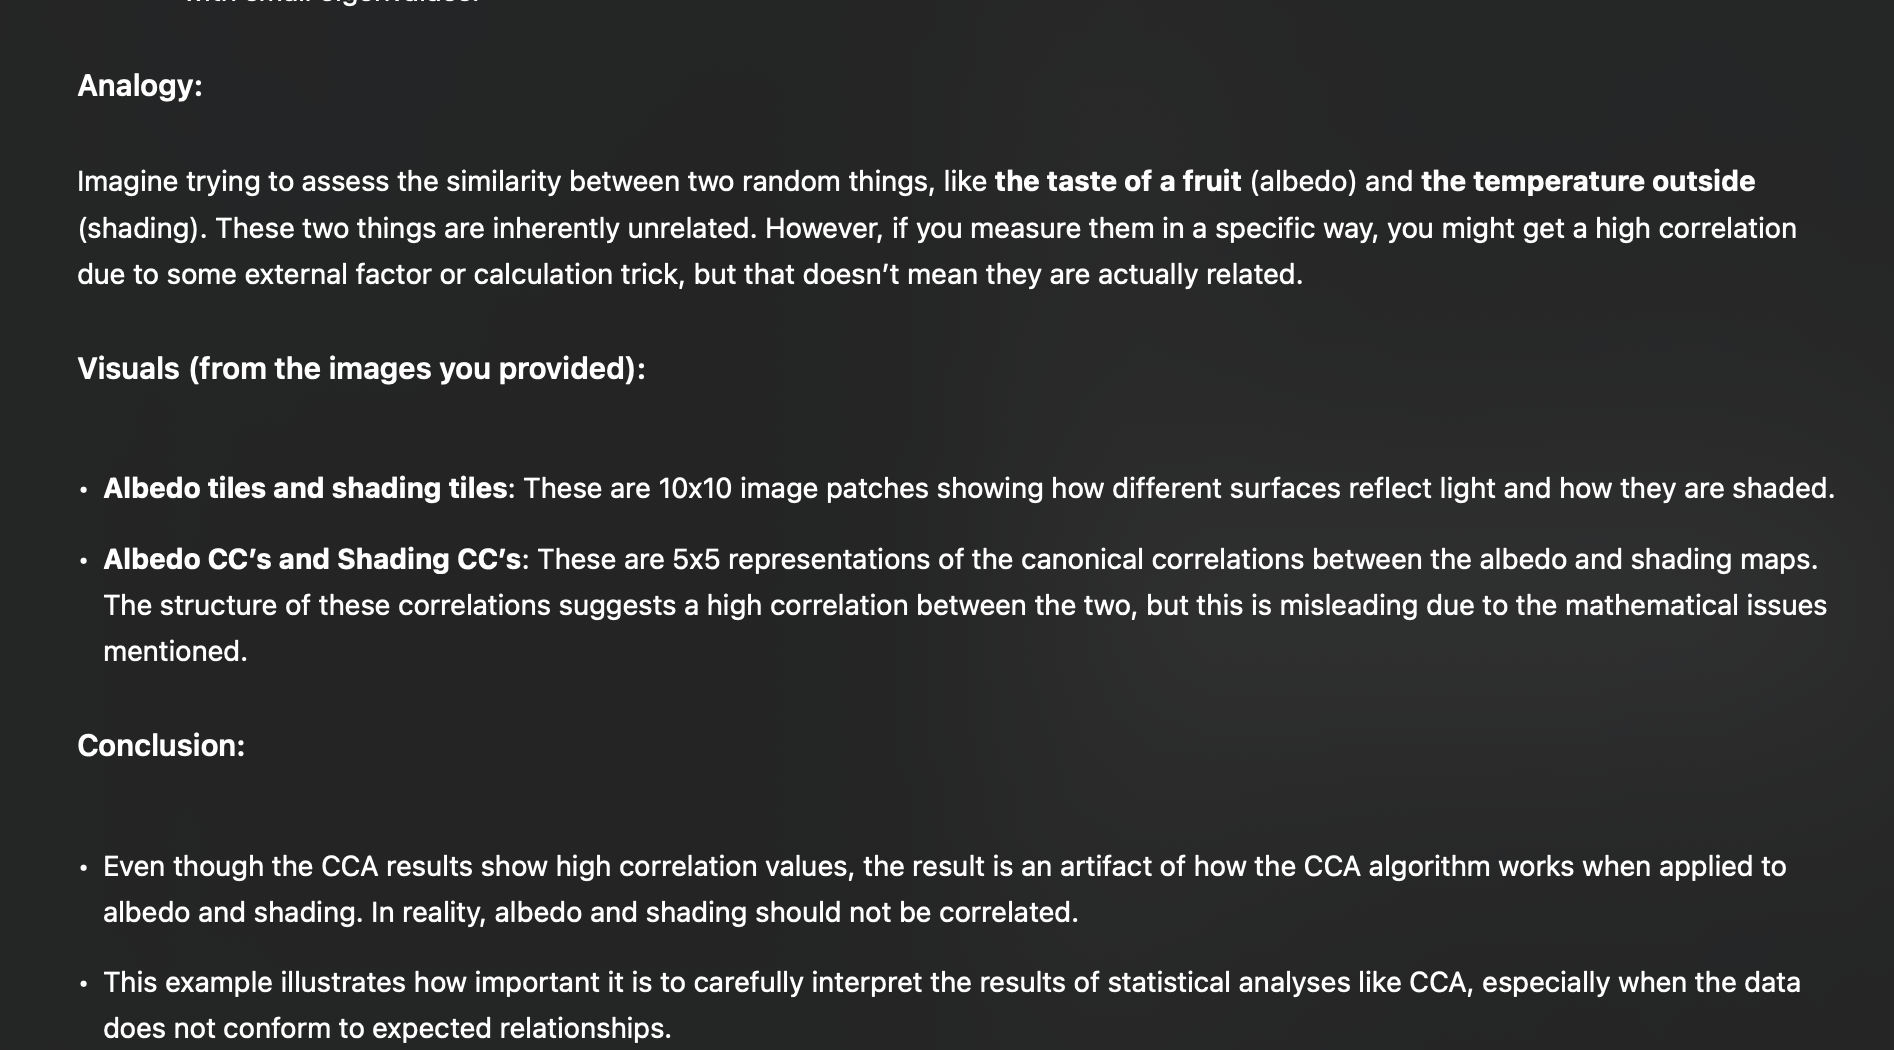 with small eigenvalues.
Analogy:
Imagine trying to assess the similarity between two random things, like the taste of a fruit (albedo) and the temperature outside
(shading). These two things are inherently unrelated. However, if you measure them in a specific way, you might get a high correlation
due to some external factor or calculation trick, but that doesn’t mean they are actually related.
Visuals (from the images you provided):
• Albedo tiles and shading tiles: These are 10x10 image patches showing how different surfaces reflect light and how they are shaded.
• Albedo CC’s and Shading CC’s: These are 5x5 representations of the canonical correlations between the albedo and shading maps.
The structure of these correlations suggests a high correlation between the two, but this is misleading due to the mathematical issues
mentioned.
Conclusion:
• Even though the CCA results show high correlation values, the result is an artifact of how the CCA algorithm works when applied to
albedo and shading. In reality, albedo and shading should not be correlated.
• This example illustrates how important it is to carefully interpret the results of statistical analyses like CCA, especially when the data
does not conform to expected relationships.